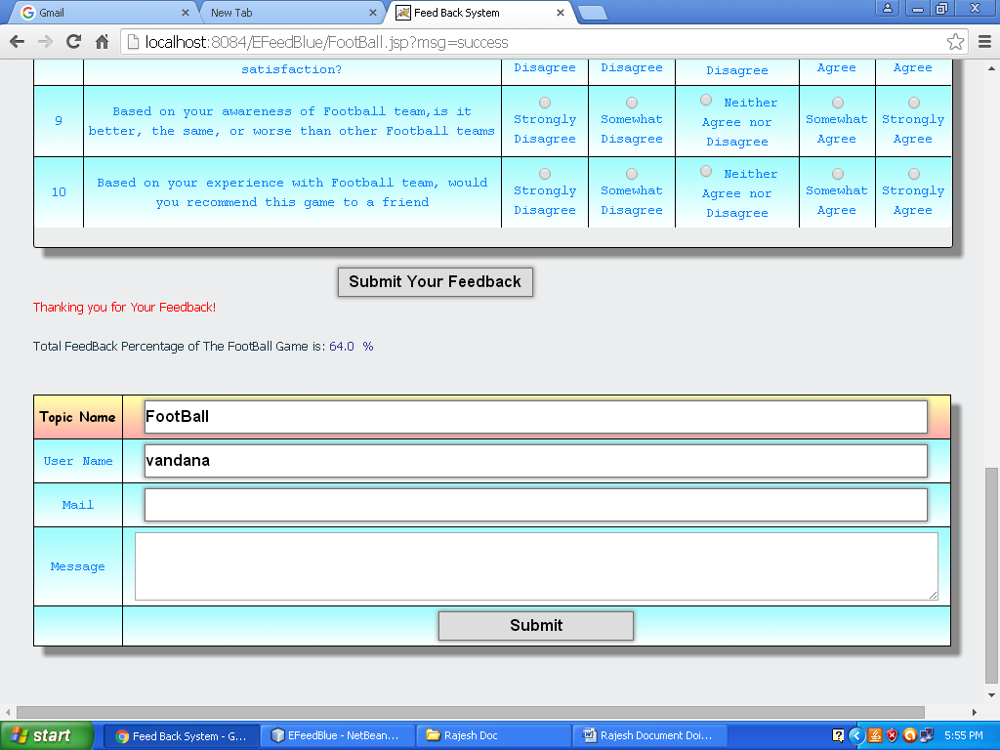 Gmail
New Tab
Feed Back System
localhost:8084/EFeedBlue/FootBall.jsp?msg=success
satisfaction?
Disagree
Disagree
Disagree
Agree
Agree
9
Based on your awareness of Football team,is it
better, the same, or worse than other Football teams
Strongly
Disagree
Somewhat
Disagree
Neither
Agree nor
Disagree
Somewhat
Agree
Strongly
Agree
10
Based on your experience with Football team, would
you recommend this game to a friend
Strongly
Disagree
Somewhat
Disagree
Neither
Agree nor
Disagree
Somewhat
Agree
Strongly
Agree
Submit Your Feedback
Thanking you for Your Feedback!
Total FeedBack Percentage of The FootBall Game is: 64.0 %
Topic Name
FootBall
User Name
vandana
Mail
Message
Submit
start
Feed Back System - G...
EFeedBlue - NetBean...
Rajesh Doc
Rajesh Document Doi...
5:55 PM